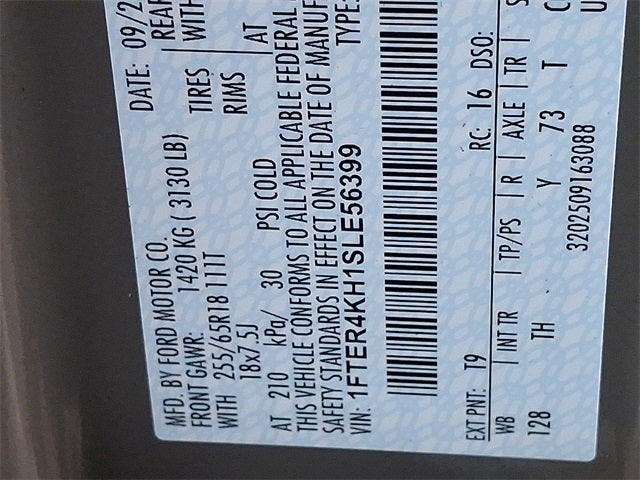 MFD. BY FORD MOTOR CO. DATE: 09/2
FRONT GAWR: 1420 KG ( 3130 LB) REAR
WITH 255/65R18 111T TIRES WITH
18x7.5J RIMS
AT 210 kPa/ 30 PSI COLD AT
THIS VEHICLE CONFORMS TO ALL APPLICABLE FEDERAL
SAFETY STANDARDS IN EFFECT ON THE DATE OF MANUF
VIN: 1FTER4KH1SLE56399 TYPE:
EXT PNT: T9 RC: 16 DSO:
WB | INT TR | TP/PS | R | AXLE | TR | S
128 TH Y 73 T C
3202509163088 U